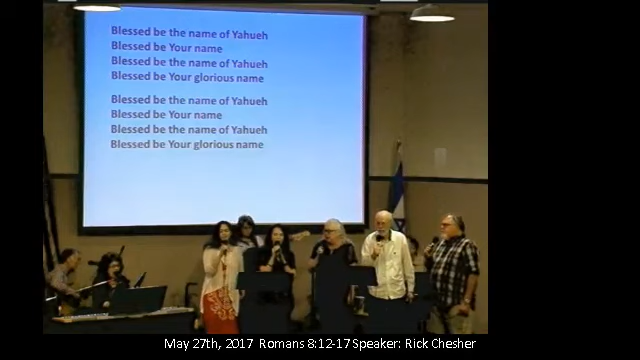 Blessed be the name of Yahueh
Blessed be Your name
Blessed be the name of Yahueh
Blessed be Your glorious name
Blessed be the name of Yahueh
Blessed be Your name
Blessed be the name of Yahueh
Blessed be Your glorious name
May 27th, 2017 Romans 8:12-17 Speaker: Rick Chesher